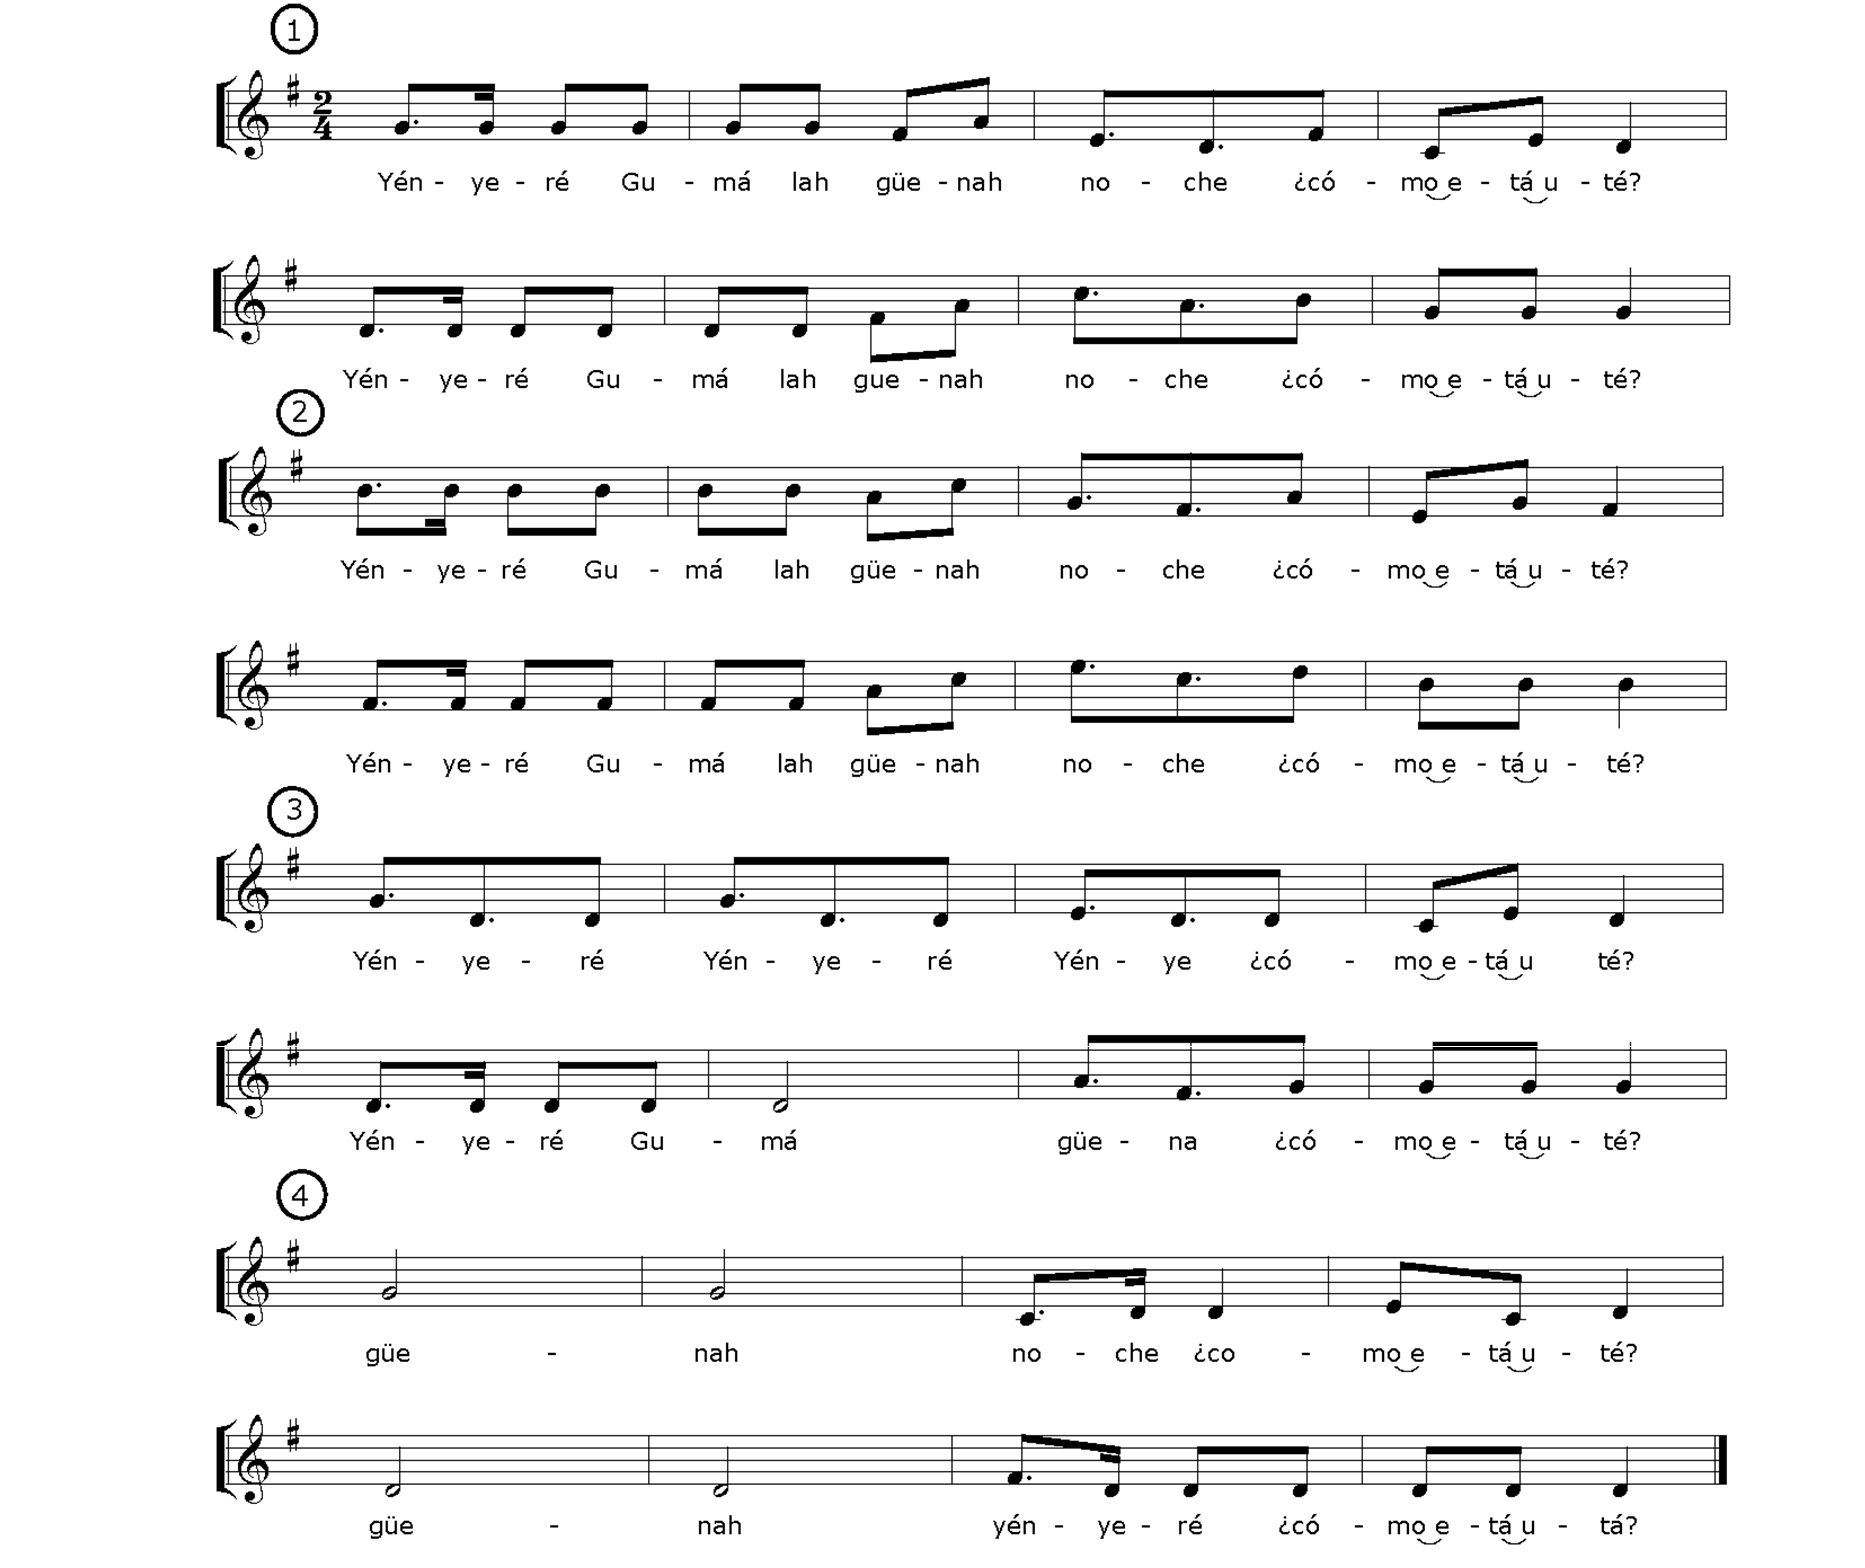 1
2
4
Yén - ye - ré Gu - má lah güe - nah no - che ¿có - mo e - tá u - té?
Yén - ye - ré Gu - má lah gue - nah no - che ¿có - mo e - tá u - té?
2
Yén - ye - ré Gu - má lah güe - nah no - che ¿có - mo e - tá u - té?
Yén - ye - ré Gu - má lah güe - nah no - che ¿có - mo e - tá u - té?
3
Yén - ye - ré Yén - ye - ré Yén - ye ¿có - mo e - tá u té?
Yén - ye - ré Gu - má güe - na ¿có - mo e - tá u - té?
4
güe - nah no - che ¿co - mo e - tá u - té?
güe - nah yén - ye - ré ¿có - mo e - tá u - tá?